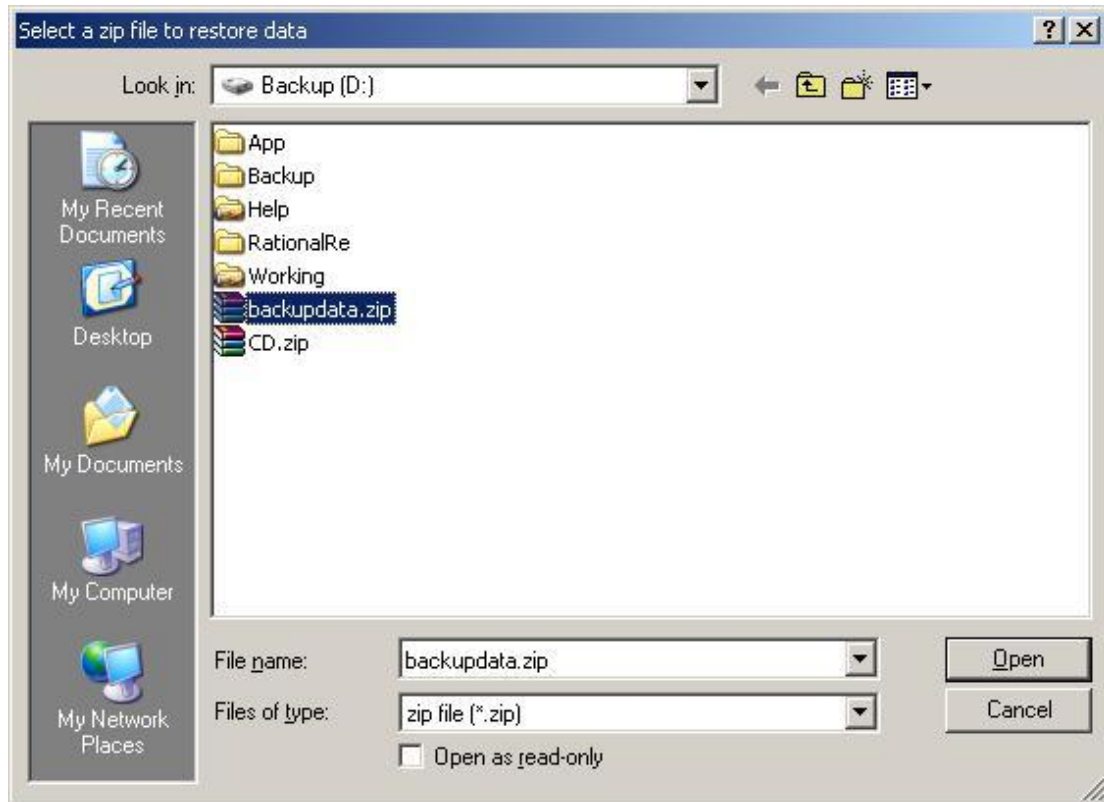 Select a zip file to restore data
Look in:
Backup (D:)
My Recent
Documents
Desktop
My Documents
My Computer
My Network
Places
App
Backup
Help
RationalRe
Working
backupdata.zip
CD.zip
File name:
backupdata.zip
Open
Files of type:
zip file (*.zip)
Cancel
Open as read-only